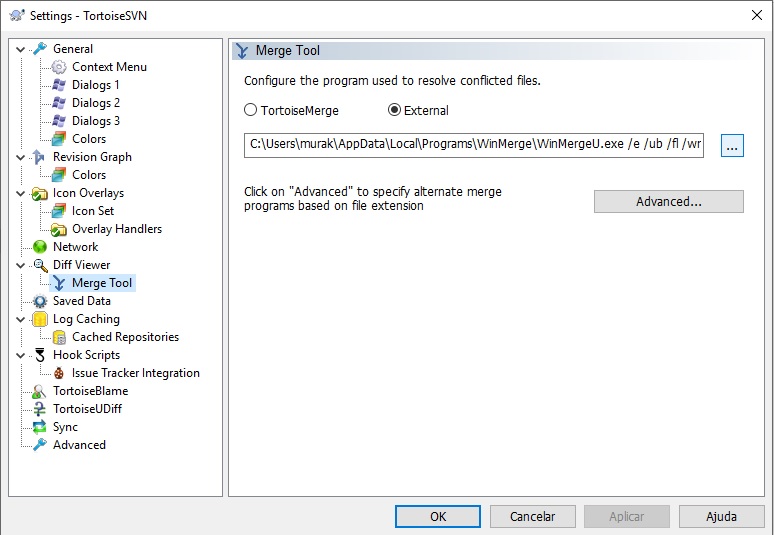 Settings - TortoiseSVN
General
Context Menu
Dialogs 1
Dialogs 2
Dialogs 3
Colors
Revision Graph
Colors
Icon Overlays
Icon Set
Overlay Handlers
Network
Diff Viewer
Merge Tool
Saved Data
Log Caching
Cached Repositories
Hook Scripts
Issue Tracker Integration
TortoiseBlame
TortoiseUDiff
Sync
Advanced
Merge Tool
Configure the program used to resolve conflicted files.
TortoiseMerge External
C:\Users\murak\AppData\Local\Programs\WinMerge\WinMergeU.exe /e /ub /fl /wr ...
Click on "Advanced" to specify alternate merge
programs based on file extension
Advanced...
OK Cancelar Aplicar Ajuda